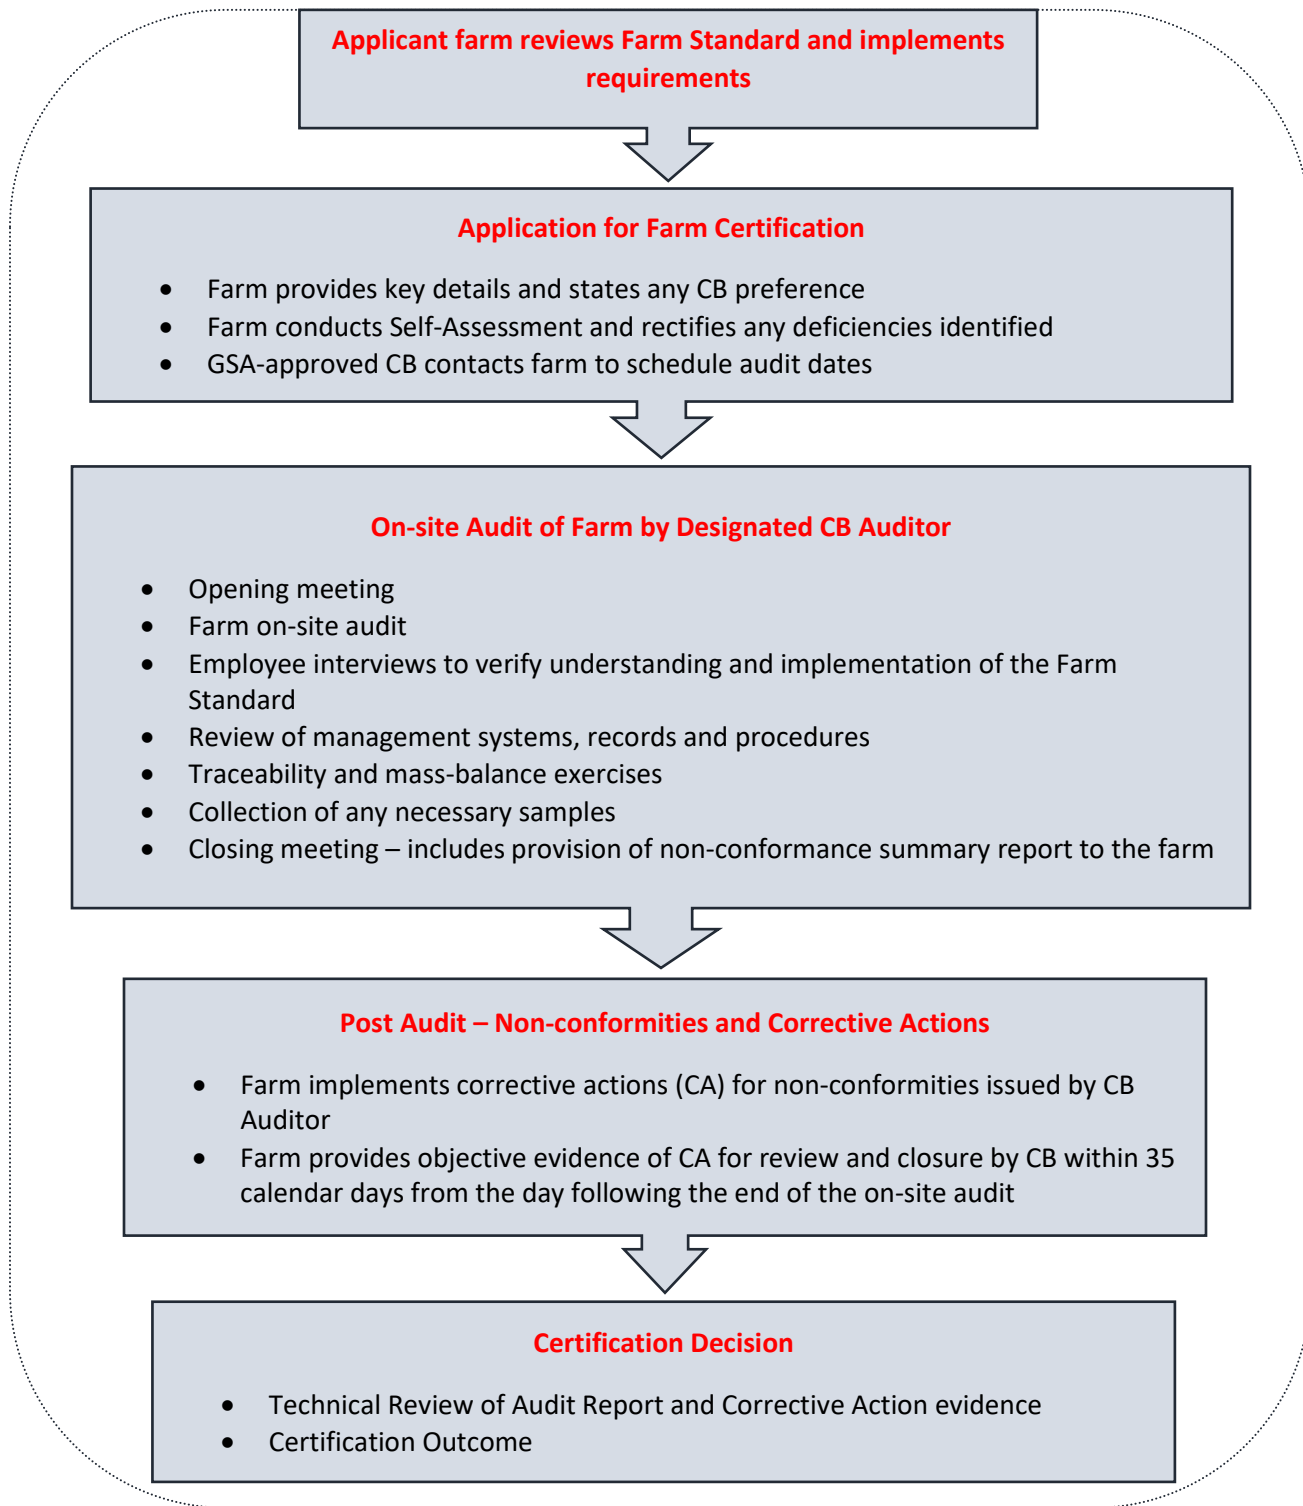 Applicant farm reviews Farm Standard and implements
requirements
Application for Farm Certification
• Farm provides key details and states any CB preference
• Farm conducts Self-Assessment and rectifies any deficiencies identified
• GSA-approved CB contacts farm to schedule audit dates
On-site Audit of Farm by Designated CB Auditor
• Opening meeting
• Farm on-site audit
• Employee interviews to verify understanding and implementation of the Farm
Standard
• Review of management systems, records and procedures
• Traceability and mass-balance exercises
• Collection of any necessary samples
• Closing meeting – includes provision of non-conformance summary report to the farm
Post Audit – Non-conformities and Corrective Actions
• Farm implements corrective actions (CA) for non-conformities issued by CB
Auditor
• Farm provides objective evidence of CA for review and closure by CB within 35
calendar days from the day following the end of the on-site audit
Certification Decision
• Technical Review of Audit Report and Corrective Action evidence
• Certification Outcome